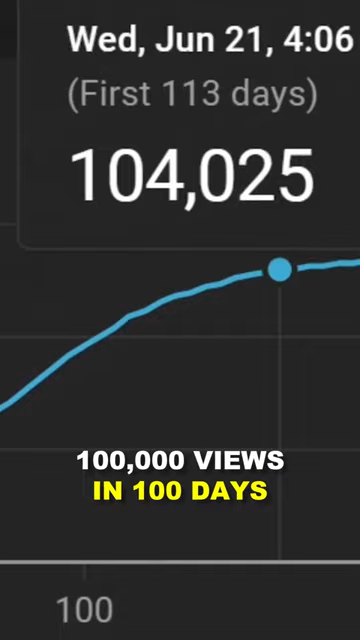 Wed, Jun 21, 4:06
(First 113 days)
104,025
100,000 VIEWS
IN 100 DAYS
100